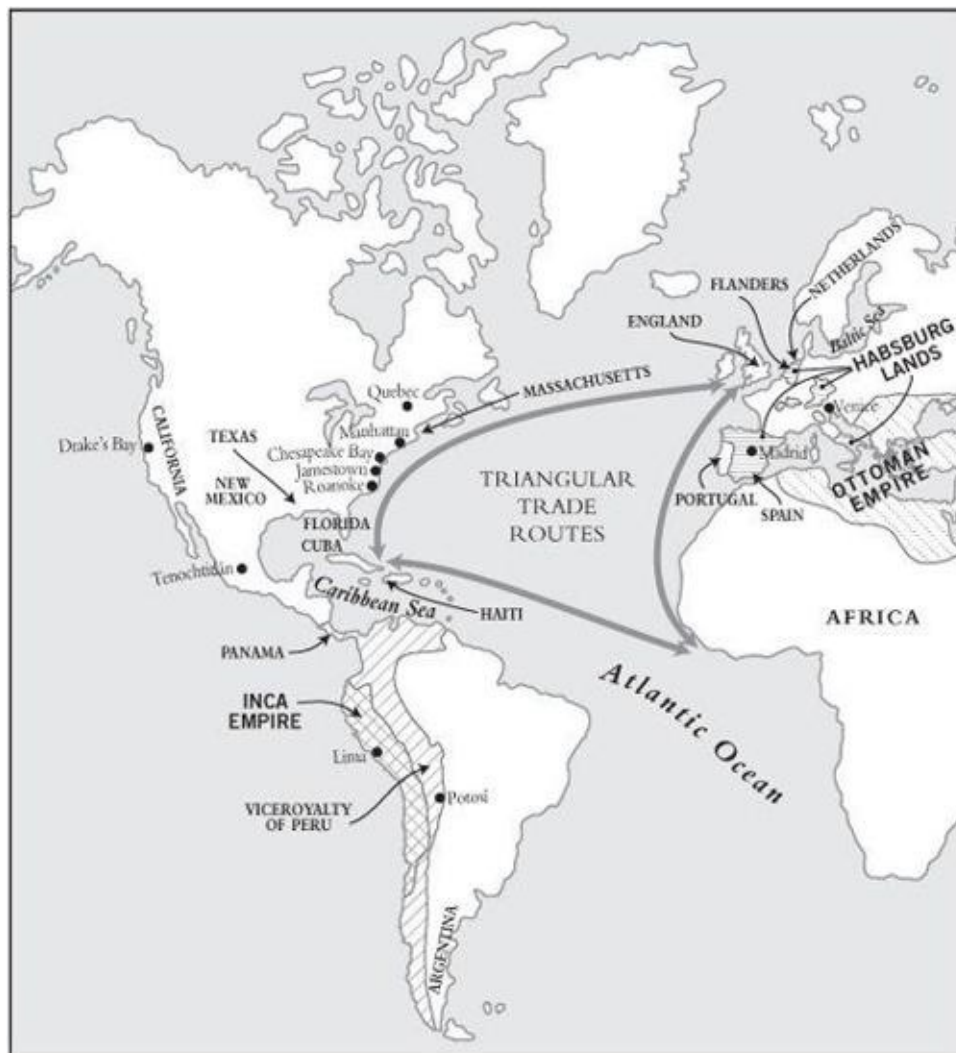 NETHERLANDS
FLANDERS
ENGLAND
Baltic Sea
HABSBURG
LANDS
MASSACHUSETTS
Quebec
Venice
Manhattan
CALIFORNIA
Drake's Bay
TEXAS
Chesapeake Bay
Madrid
OTTOMAN
EMPIRE
Jamestown
NEW
MEXICO
Roanoke
TRIANGULAR
TRADE
ROUTES
PORTUGAL
SPAIN
FLORIDA
CUBA
Tenochtitlán
Caribbean Sea
HAITI
AFRICA
PANAMA
Atlantic Ocean
INCA
EMPIRE
Lima
Potosí
VICEROYALTY
OF PERU
ARGENTINA